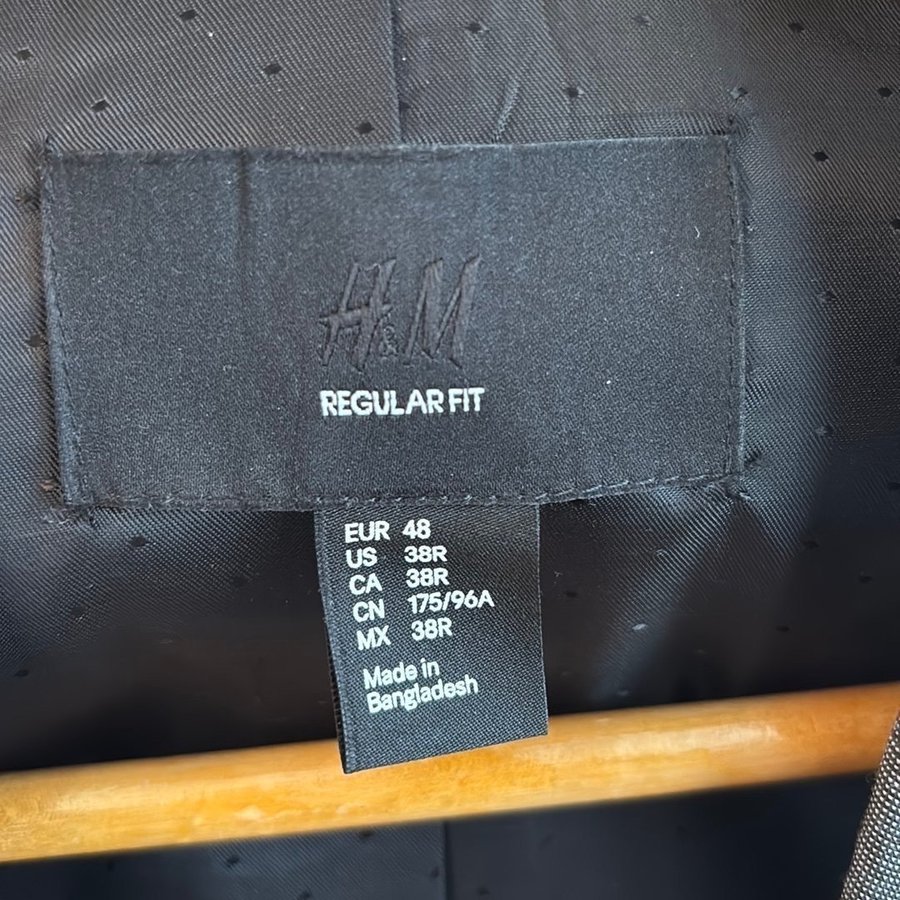 H&M
REGULAR FIT
EUR 48
US 38R
CA 38R
CN 175/96A
MX 38R
Made in
Bangladesh